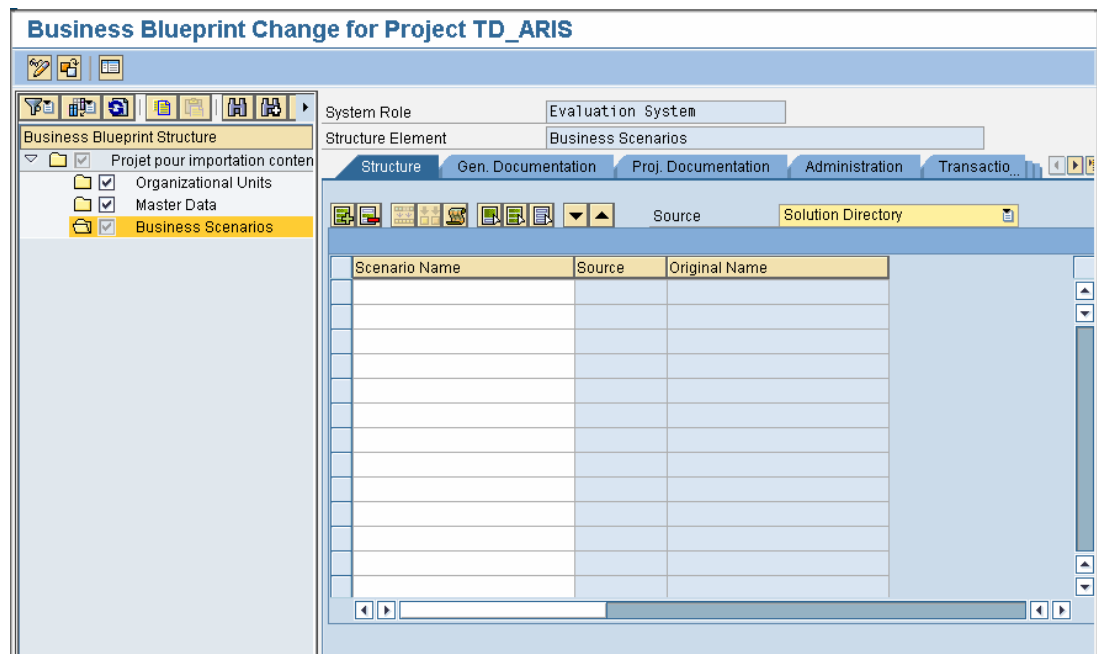 Business Blueprint Change for Project TD_ARIS
System Role Evaluation System
Business Blueprint Structure
Structure Element Business Scenarios
Projet pour importation conten
Organizational Units
Master Data
Business Scenarios
Structure Gen. Documentation Proj. Documentation Administration Transactio...
Source Solution Directory
Scenario Name Source Original Name